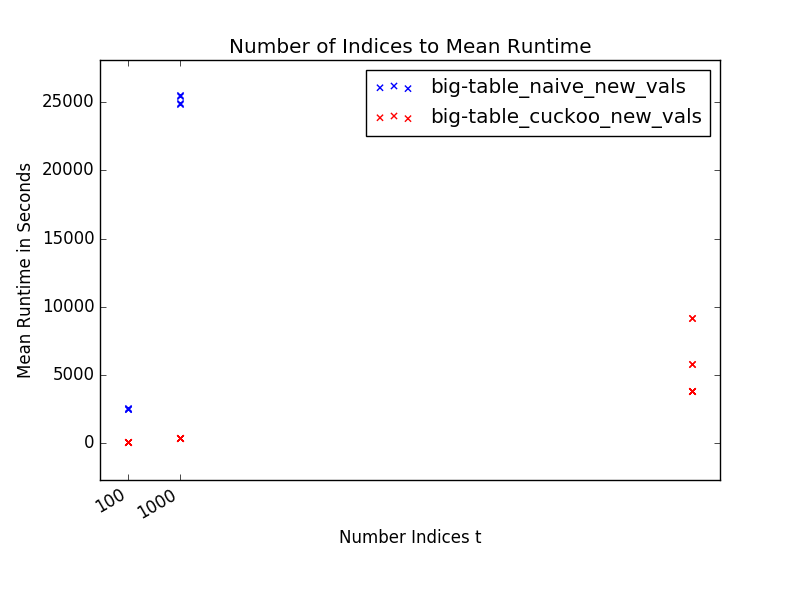 Number of Indices to Mean Runtime
big-table_naive_new_vals
big-table_cuckoo_new_vals
Mean Runtime in Seconds
25000
20000
15000
10000
5000
0
100
1000
Number Indices t